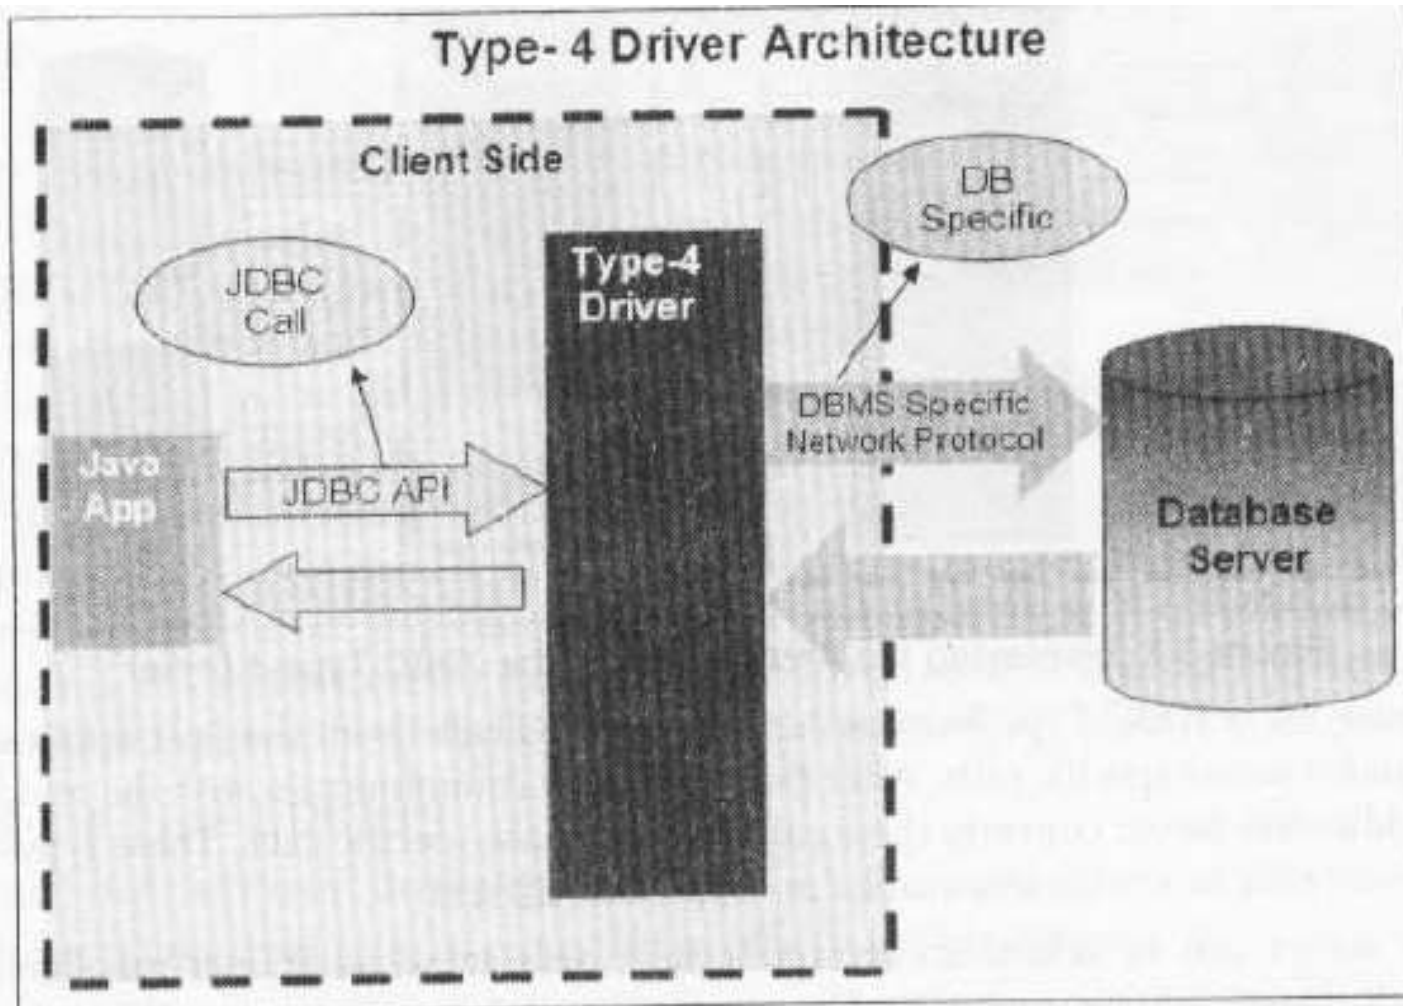 Type- 4 Driver Architecture
Client Side
DB
Specific
Type-4
Driver
JDBC
Call
DBMS Specific
Network Protocol
Java
App
JDBC API
Database
Server